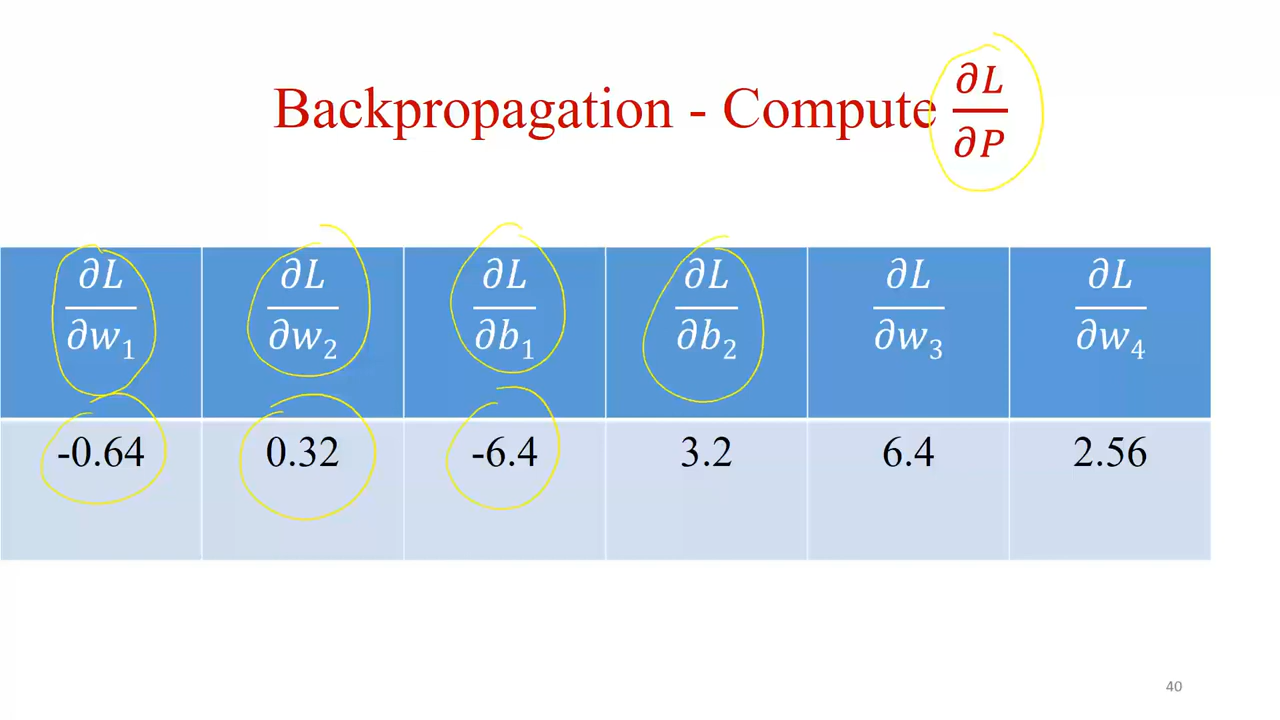 Backpropagation - Compute ∂L/∂P
∂L/∂w₁ ∂L/∂w₂ ∂L/∂b₁ ∂L/∂b₂ ∂L/∂w₃ ∂L/∂w₄
-0.64 0.32 -6.4 3.2 6.4 2.56
40